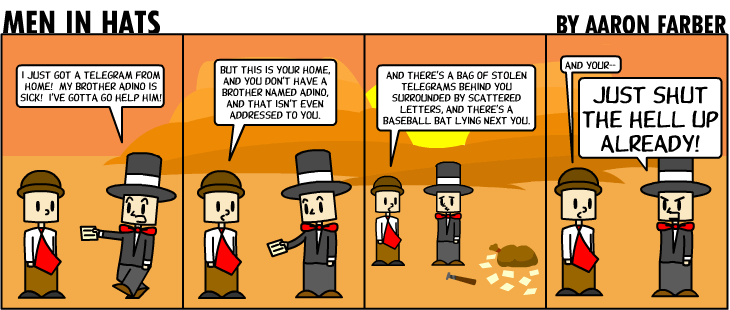 MEN IN HATS
BY AARON FARBER
I JUST GOT A TELEGRAM FROM
HOME! MY BROTHER ADINO IS
SICK! I'VE GOTTA GO HELP HIM!
BUT THIS IS YOUR HOME,
AND YOU DON'T HAVE A
BROTHER NAMED ADINO,
AND THAT ISN'T EVEN
ADDRESSED TO YOU.
AND THERE'S A BAG OF STOLEN
TELEGRAMS BEHIND YOU
SURROUNDED BY SCATTERED
LETTERS, AND THERE'S A
BASEBALL BAT LYING NEXT YOU.
AND YOUR--
JUST SHUT
THE HELL UP
ALREADY!